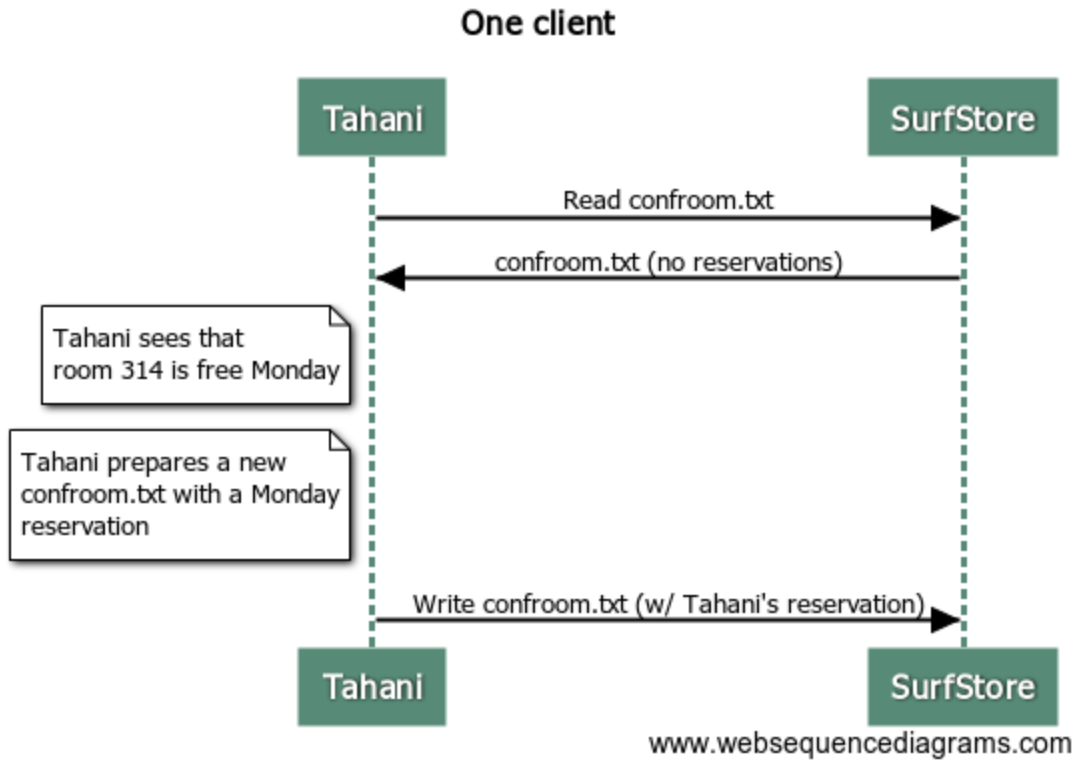 One client
Tahani
SurfStore
Read confroom.txt
confroom.txt (no reservations)
Tahani sees that
room 314 is free Monday
Tahani prepares a new
confroom.txt with a Monday
reservation
Write confroom.txt (w/ Tahani's reservation)
Tahani
SurfStore
www.websequencediagrams.com